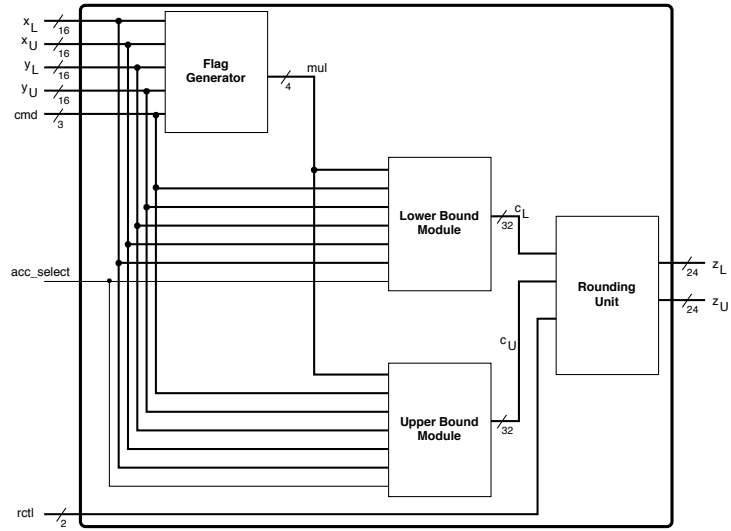 x_L
16
x_U
16
y_L
16
y_U
16
cmd
3
Flag
Generator
4
mul
Lower Bound
Module
c_L
32
acc_select
Rounding
Unit
24
z_L
24
z_U
c_U
Upper Bound
Module
32
rctl
2